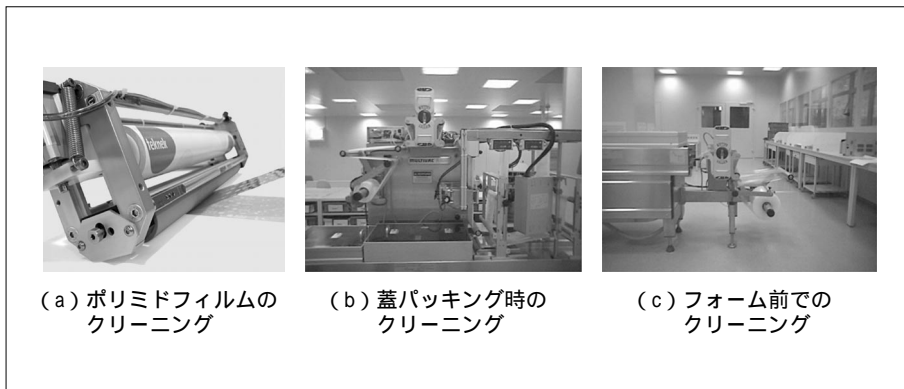 teknek
MULTIVAC
(a)ポリミドフィルムの
クリーニング
(b)蓋パッキング時の
クリーニング
(c)フォーム前での
クリーニング